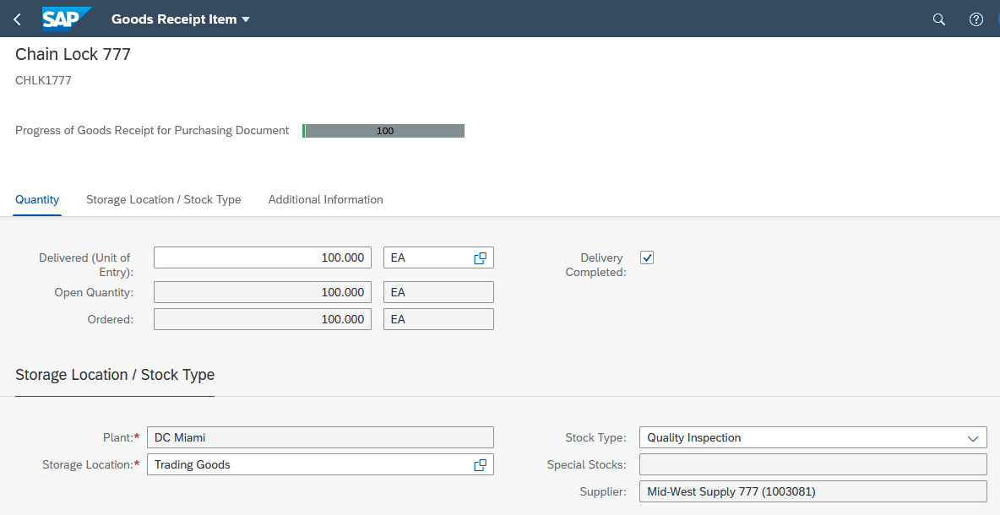 SAP Goods Receipt Item
Chain Lock 777
CHLK1777
Progress of Goods Receipt for Purchasing Document 100
Quantity Storage Location / Stock Type Additional Information
Delivered (Unit of Entry): 100.000 EA Delivery Completed:
Open Quantity: 100.000 EA
Ordered: 100.000 EA
Storage Location / Stock Type
Plant:* DC Miami Stock Type: Quality Inspection
Storage Location:* Trading Goods Special Stocks:
Supplier: Mid-West Supply 777 (1003081)